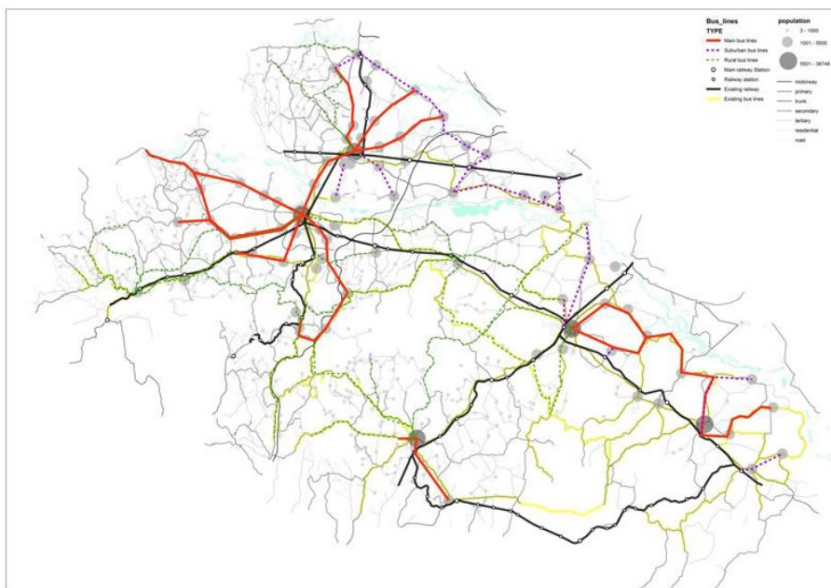 Bus_lines
TYPE
Main bus lines
Suburban bus lines
Rural bus lines
Main railway Station
Railway station
Existing railway
Existing bus lines
population
3 - 1000
1001 - 5500
5501 - 38746
motorway
primary
trunk
secondary
tertiary
residential
road